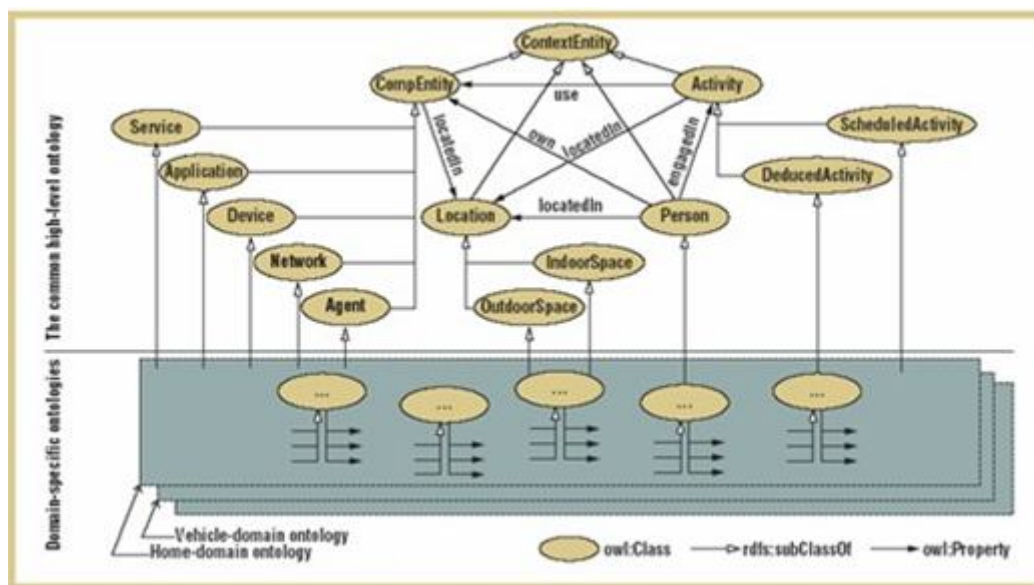 ContextEntity
CompEntity
Activity
use
Service
ScheduledActivity
locatedIn
own
locatedIn
engagedIn
Application
DeducedActivity
Device
Location
locatedIn
Person
Network
IndoorSpace
Agent
OutdoorSpace
The common high-level ontology
Domain-specific ontologies
...
...
...
...
...
Vehicle-domain ontology
Home-domain ontology
owl:Class
rdfs:subClassOf
owl:Property